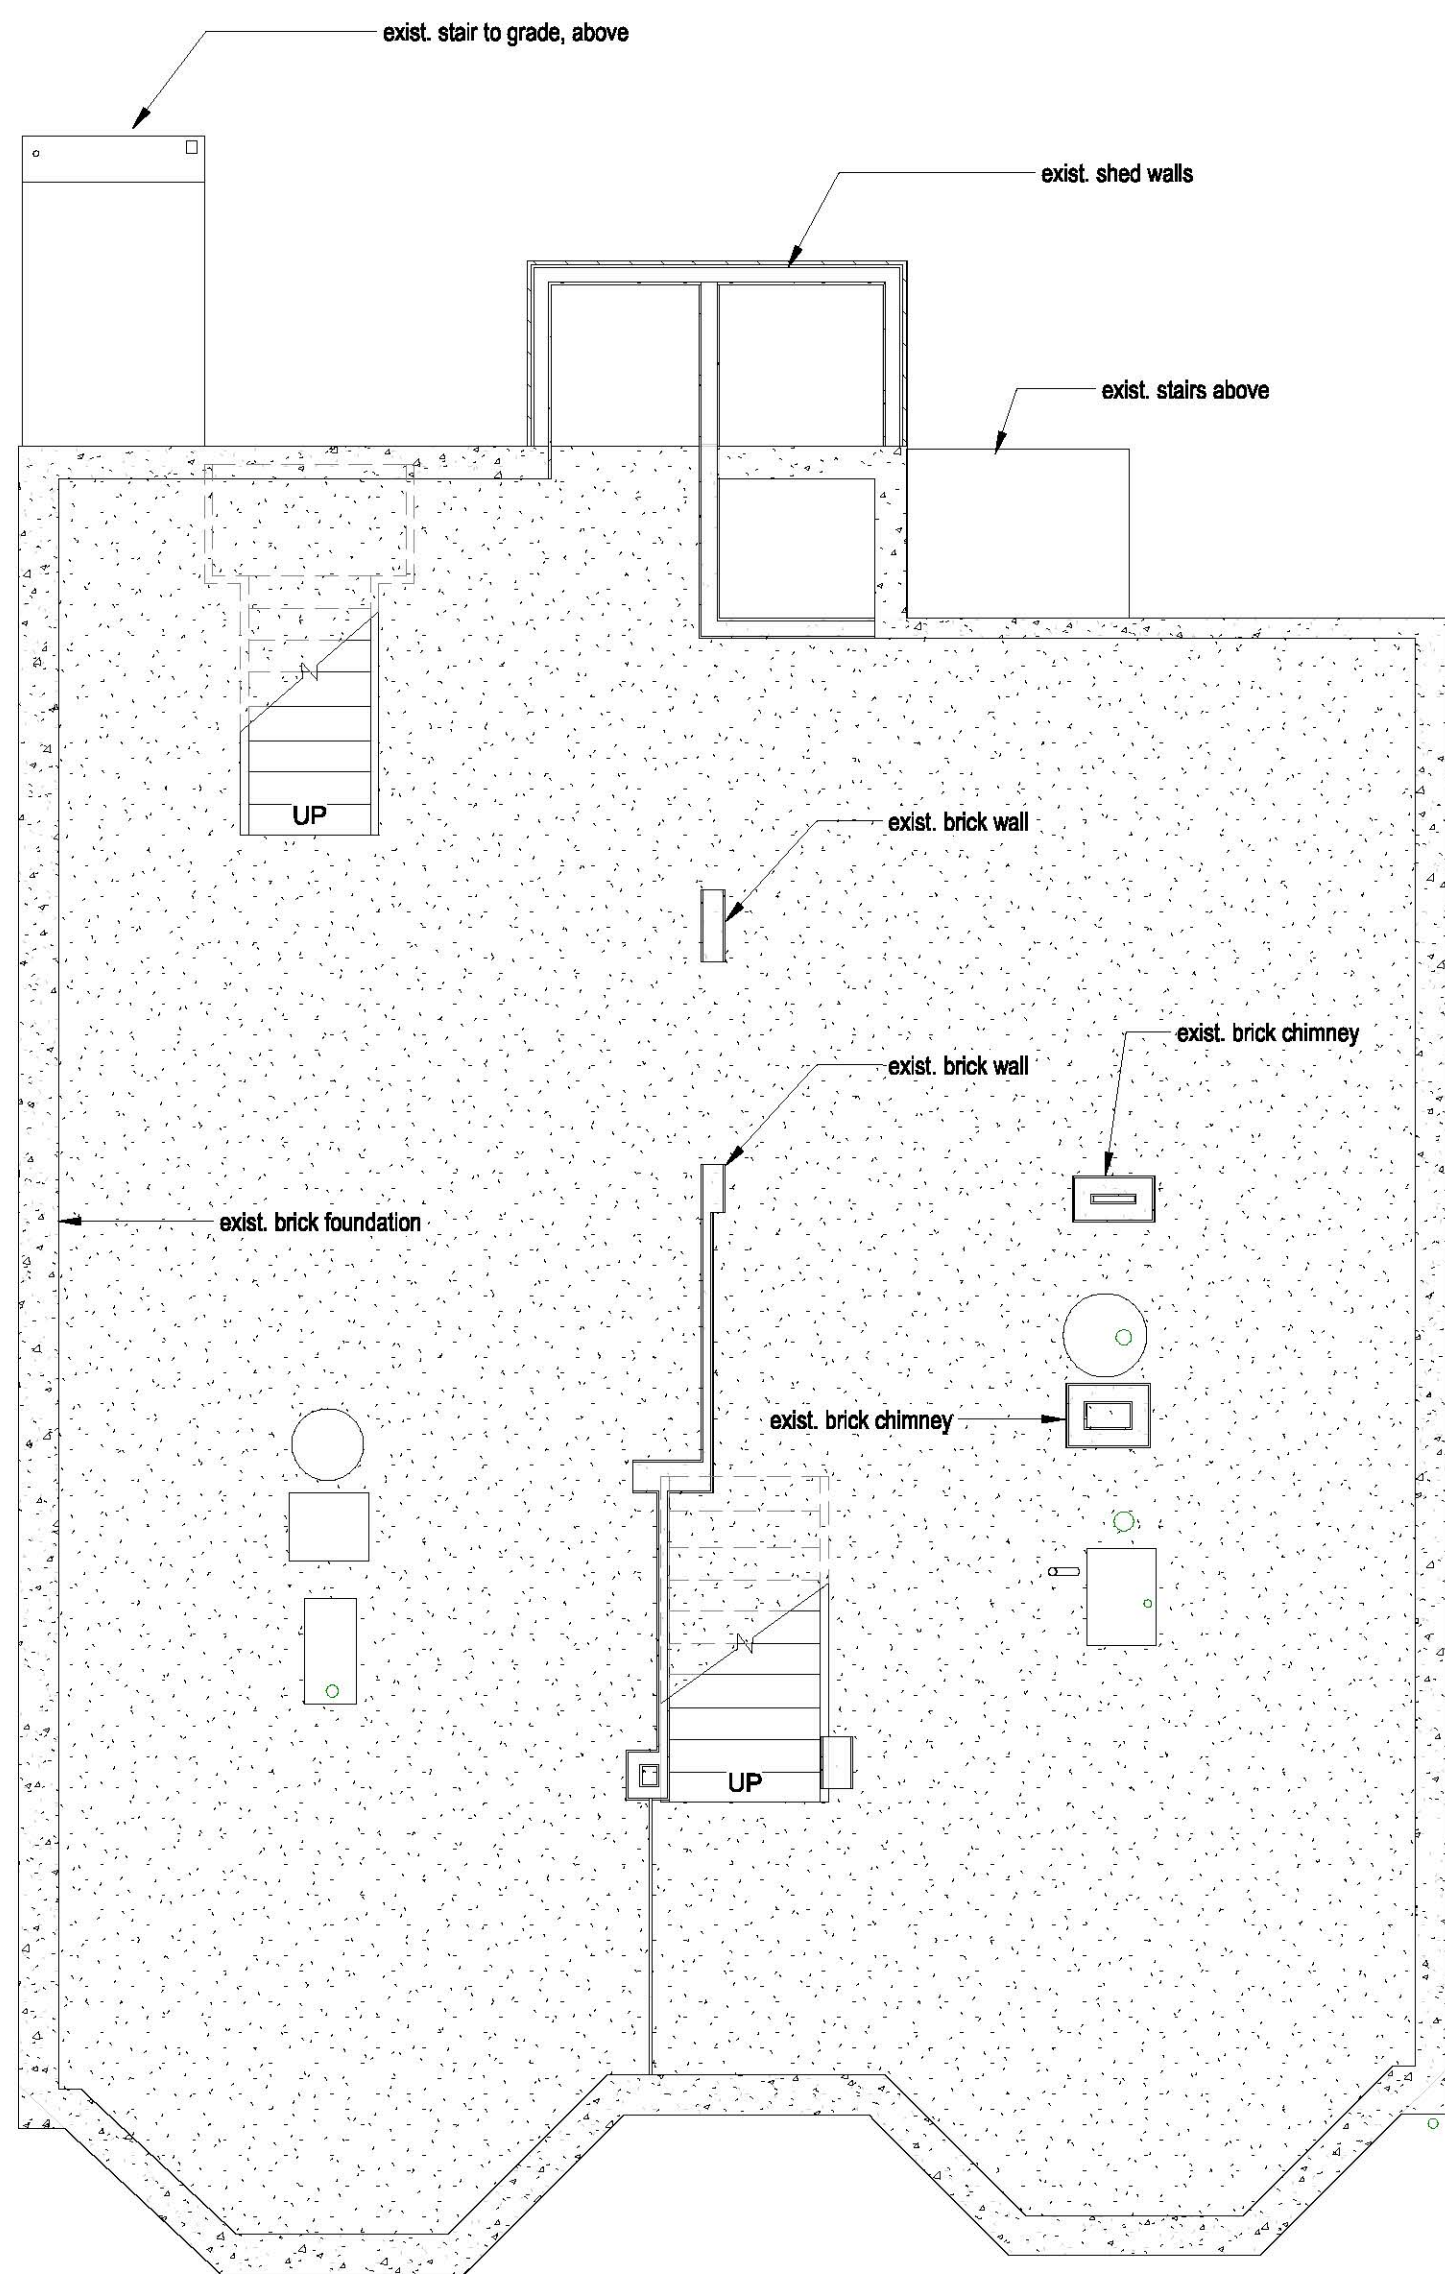 exist. stair to grade, above
exist. shed walls
exist. stairs above
UP
exist. brick wall
exist. brick chimney
exist. brick wall
exist. brick foundation
exist. brick chimney
UP